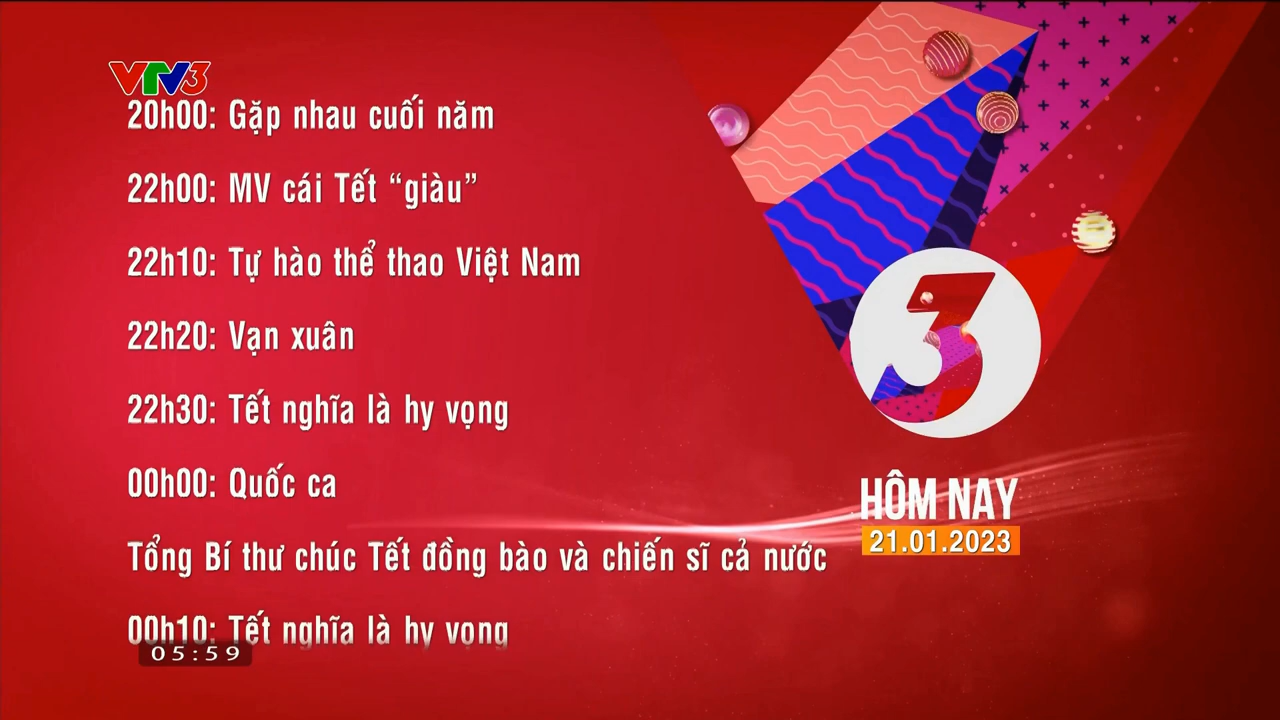 VTV3
20h00: Gặp nhau cuối năm
22h00: MV cái Tết “giàu”
22h10: Tự hào thể thao Việt Nam
22h20: Vạn xuân
22h30: Tết nghĩa là hy vọng
00h00: Quốc ca
Tổng Bí thư chúc Tết đồng bào và chiến sĩ cả nước
00h10: Tết nghĩa là hy vọng
05:59
3
HÔM NAY
21.01.2023